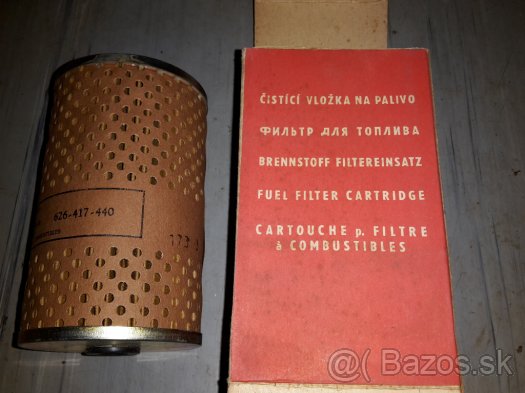 626-417-440
ČISTÍCÍ VLOŽKA NA PALIVO
ФИЛЬТР ДЛЯ ТОПЛИВА
BRENNSTOFF FILTEREINSATZ
FUEL FILTER CARTRIDGE
CARTOUCHE p. FILTRE
à COMBUSTIBLES
@( Bazos.sk